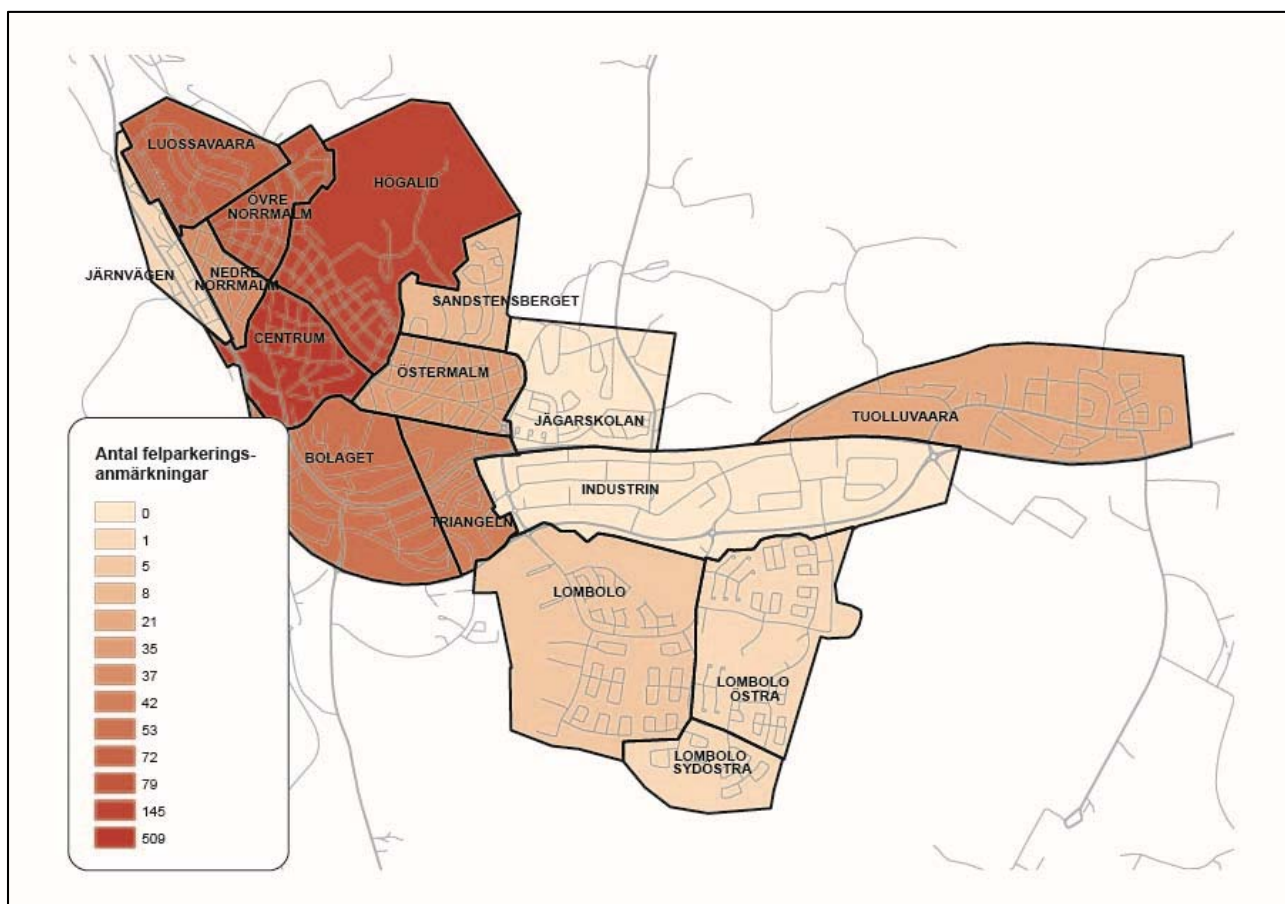 LUOSSAVAARA
HÖGALID
ÖVRE
NORRMALM
JÄRNVÄGEN
NEDRE
NORRMALM
SANDSTENSBERGET
CENTRUM
ÖSTERMALM
JÄGARSKOLAN
TUOLLUVAARA
BOLAGET
INDUSTRIN
TRIANGELN
LOMBOLO
LOMBOLO
ÖSTRA
LOMBOLO
SYDÖSTRA
Antal felparkerings-
anmärkningar
0
1
5
8
21
35
37
42
53
72
79
145
509